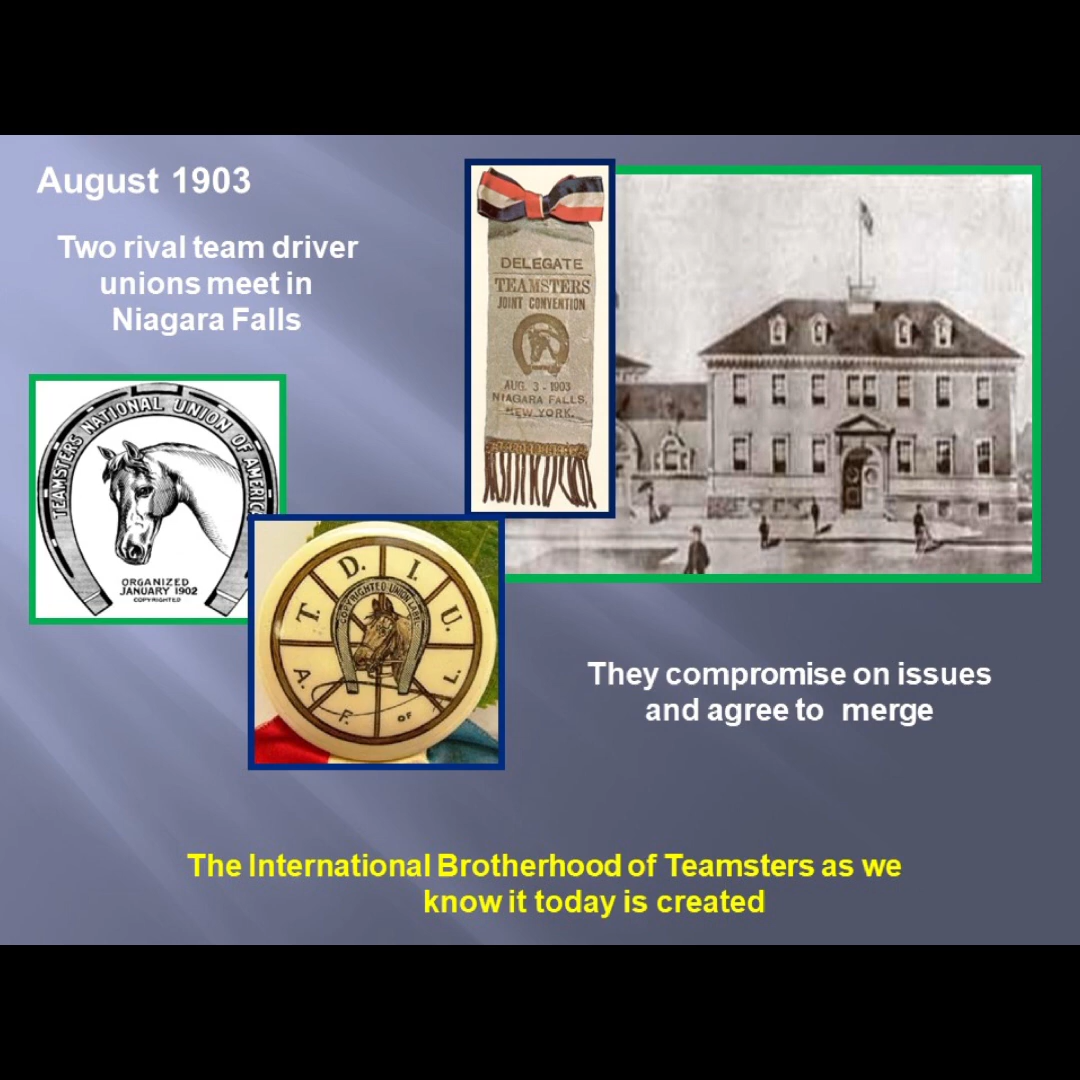 August 1903
Two rival team driver
unions meet in
Niagara Falls
TEAMSTERS NATIONAL UNION OF AMERIC
ORGANIZED
JANUARY 1902
COPYRIGHTED
T. D. I. U.
COPYRIGHTED UNION LABEL
A. F. OF L.
DELEGATE
TEAMSTERS
JOINT CONVENTION
AUG. 3 - 1903
NIAGARA FALLS,
NEW YORK.
They compromise on issues
and agree to merge
The International Brotherhood of Teamsters as we
know it today is created